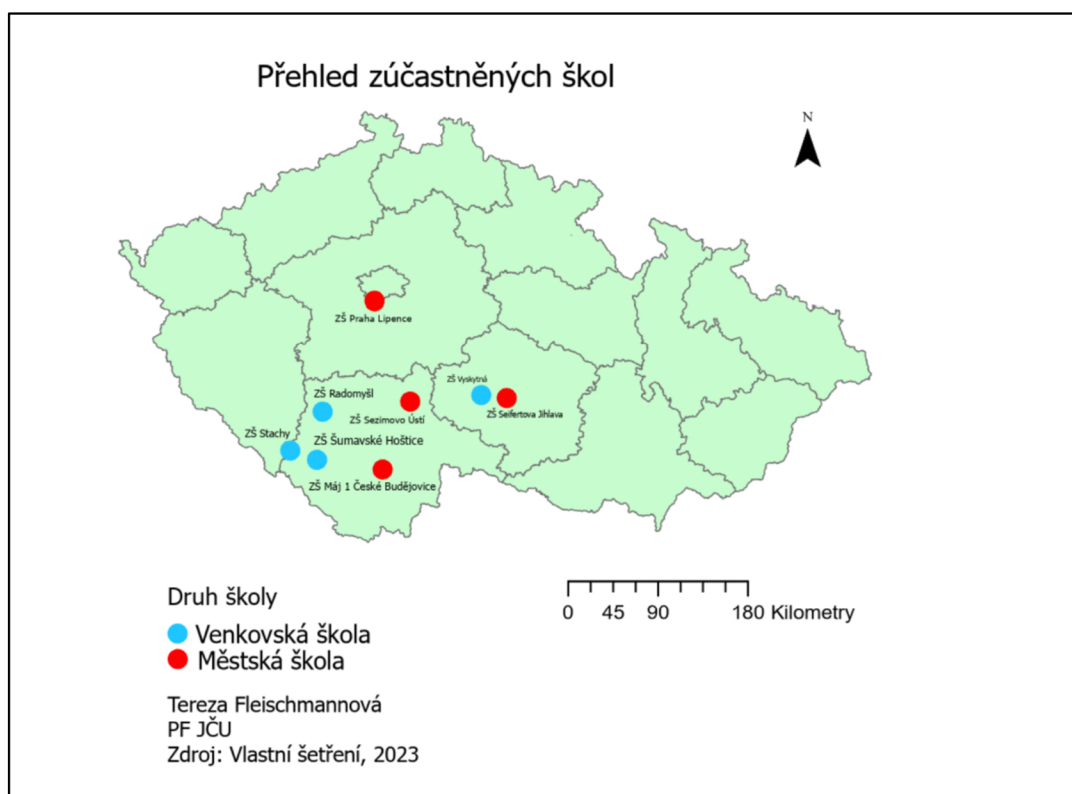 Přehled zúčastněných škol
N
ZŠ Praha Lipence
ZŠ Vyskytná
ZŠ Radomyšl
ZŠ Seifertova Jihlava
ZŠ Sezimovo Ústí
ZŠ Stachy
ZŠ Šumavské Hoštice
ZŠ Máj 1 České Budějovice
Druh školy
Venkovská škola
Městská škola
0 45 90 180 Kilometry
Tereza Fleischmannová
PF JČU
Zdroj: Vlastní šetření, 2023